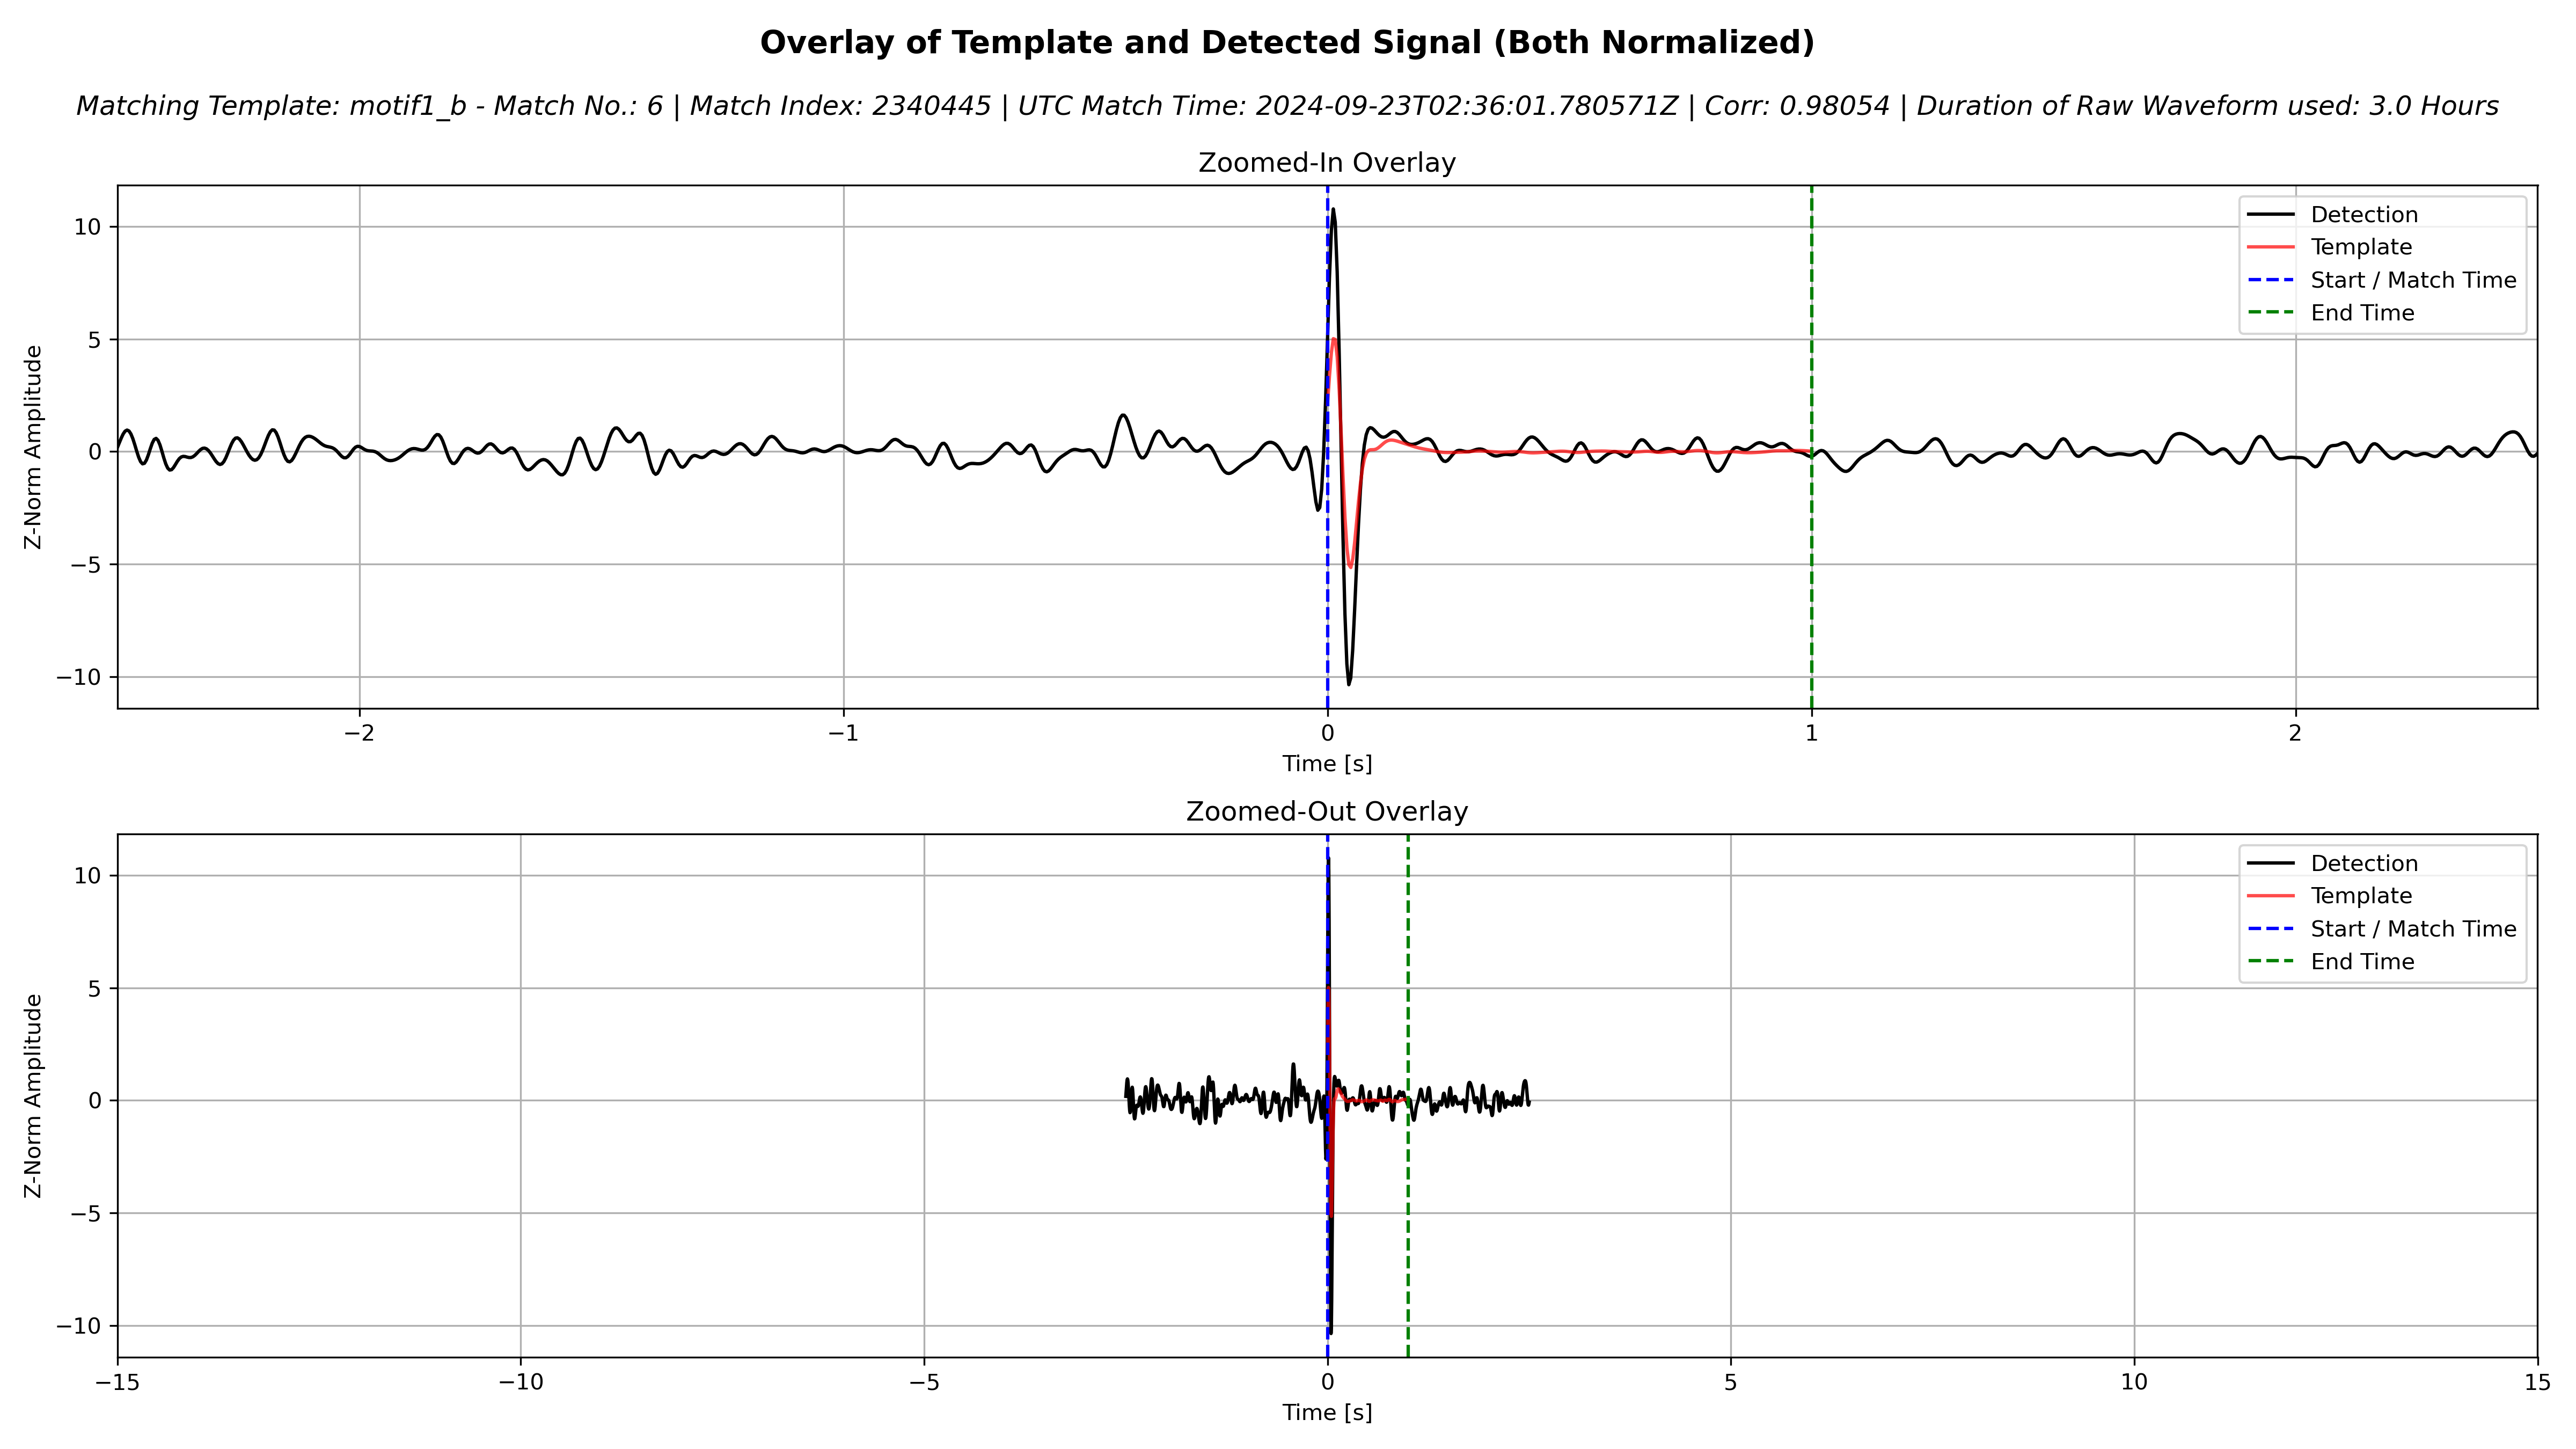 Overlay of Template and Detected Signal (Both Normalized)
Matching Template: motif1_b - Match No.: 6 | Match Index: 2340445 | UTC Match Time: 2024-09-23T02:36:01.780571Z | Corr: 0.98054 | Duration of Raw Waveform used: 3.0 Hours
Zoomed-In Overlay
Z-Norm Amplitude
10
5
0
−5
−10
Detection
Template
Start / Match Time
End Time
−2
−1
0
1
2
Time [s]
Zoomed-Out Overlay
Z-Norm Amplitude
10
5
0
−5
−10
Detection
Template
Start / Match Time
End Time
−15
−10
−5
0
5
10
15
Time [s]